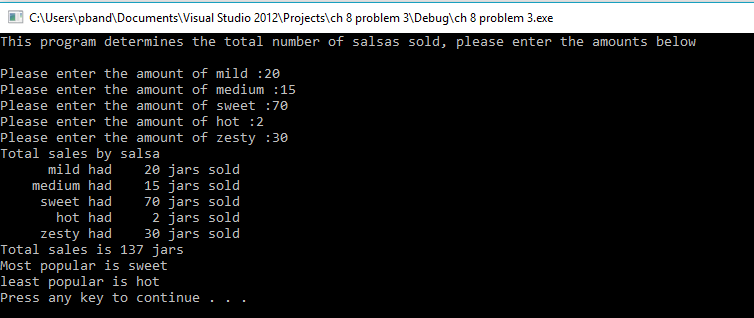 C:\Users\pband\Documents\Visual Studio 2012\Projects\ch 8 problem 3\Debug\ch 8 problem 3.exe
This program determines the total number of salsas sold, please enter the amounts below
Please enter the amount of mild :20
Please enter the amount of medium :15
Please enter the amount of sweet :70
Please enter the amount of hot :2
Please enter the amount of zesty :30
Total sales by salsa
      mild had    20 jars sold
    medium had    15 jars sold
     sweet had    70 jars sold
       hot had     2 jars sold
     zesty had    30 jars sold
Total sales is 137 jars
Most popular is sweet
least popular is hot
Press any key to continue . . .